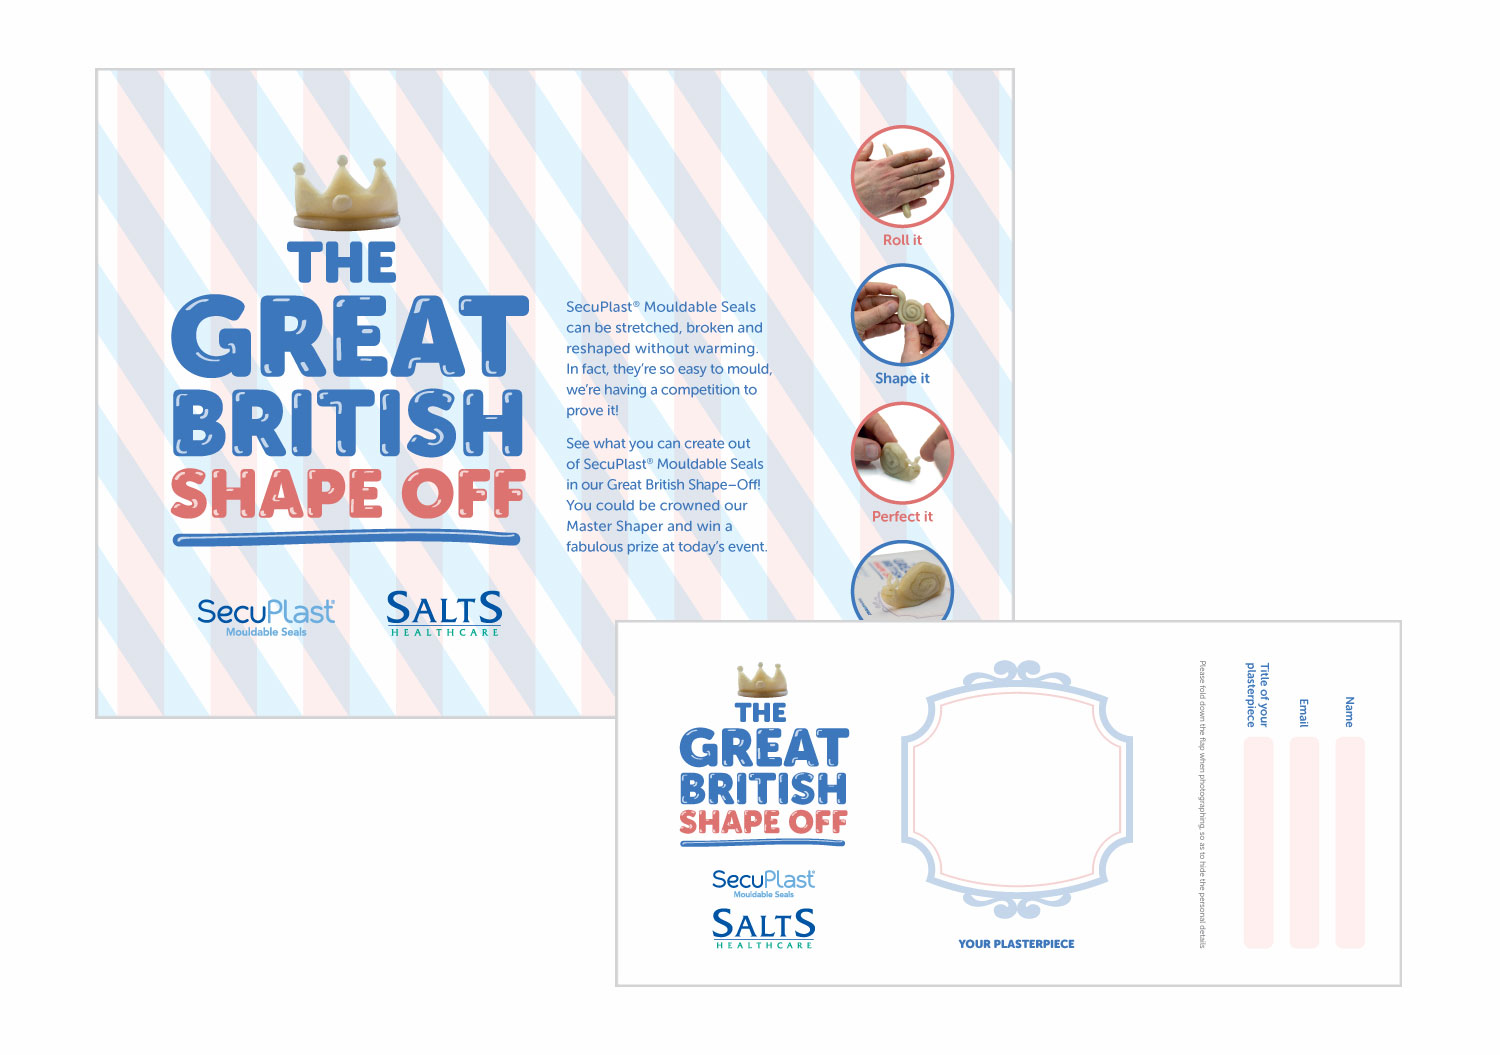 THE
GREAT
BRITISH
SHAPE OFF
SecuPlast®
Mouldable Seals
SALTS
HEALTHCARE
SecuPlast® Mouldable Seals
can be stretched, broken and
reshaped without warming.
In fact, they're so easy to mould,
we're having a competition to
prove it!
See what you can create out
of SecuPlast® Mouldable Seals
in our Great British Shape–Off!
You could be crowned our
Master Shaper and win a
fabulous prize at today's event.
Roll it
Shape it
Perfect it
THE
GREAT
BRITISH
SHAPE OFF
SecuPlast®
Mouldable Seals
SALTS
HEALTHCARE
YOUR PLASTERPIECE
Please fold down the flap when photographing, so as to hide the personal details
Title of your
plasterpiece
Email
Name